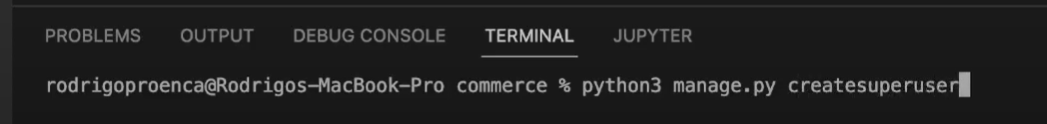 PROBLEMS OUTPUT DEBUG CONSOLE TERMINAL JUPYTER
rodrigoproenca@Rodrigos-MacBook-Pro commerce % python3 manage.py createsuperuser